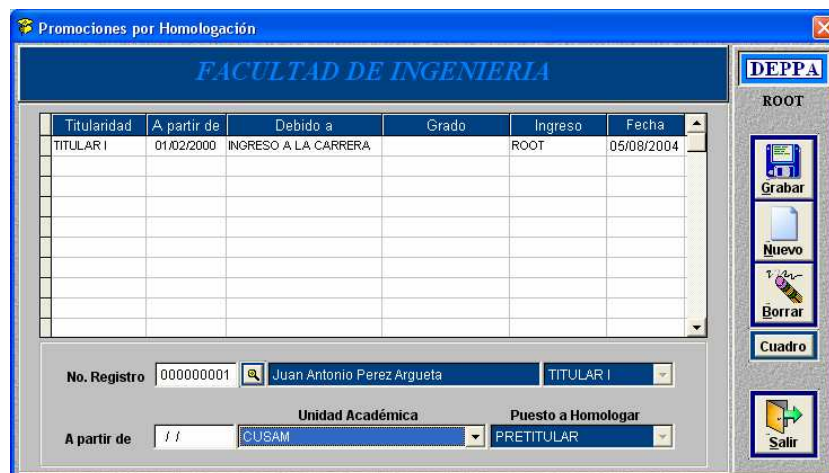 Promociones por Homologación
FACULTAD DE INGENIERIA
DEPPA
ROOT
Titularidad A partir de Debido a Grado Ingreso Fecha
TITULAR I 01/02/2000 INGRESO A LA CARRERA ROOT 05/08/2004
Grabar
Nuevo
Borrar
Cuadro
No. Registro 000000001 Juan Antonio Perez Argueta TITULAR I
Unidad Académica Puesto a Homologar
A partir de / / CUSAM PRETITULAR
Salir